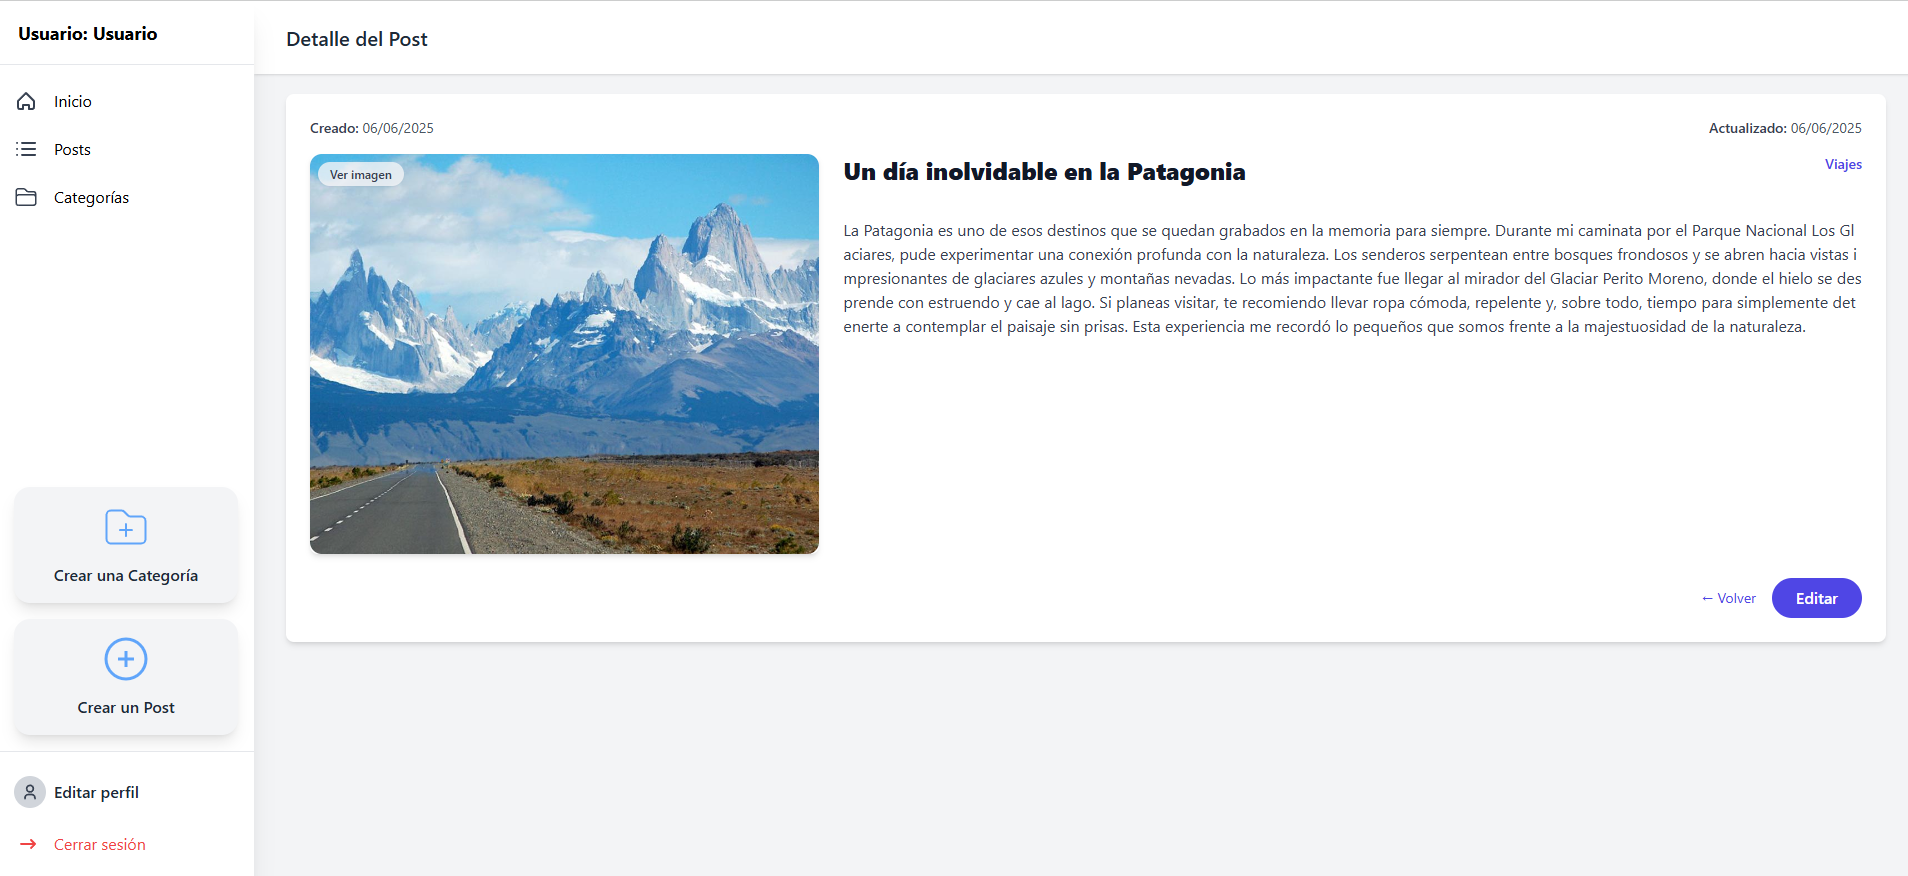 Usuario: Usuario
Inicio
Posts
Categorías
Crear una Categoría
Crear un Post
Editar perfil
Cerrar sesión
Detalle del Post
Creado: 06/06/2025
Actualizado: 06/06/2025
Ver imagen
Un día inolvidable en la Patagonia
Viajes
La Patagonia es uno de esos destinos que se quedan grabados en la memoria para siempre. Durante mi caminata por el Parque Nacional Los Gl
aciares, pude experimentar una conexión profunda con la naturaleza. Los senderos serpentean entre bosques frondosos y se abren hacia vistas i
mpresionantes de glaciares azules y montañas nevadas. Lo más impactante fue llegar al mirador del Glaciar Perito Moreno, donde el hielo se des
prende con estruendo y cae al lago. Si planeas visitar, te recomiendo llevar ropa cómoda, repelente y, sobre todo, tiempo para simplemente det
enerte a contemplar el paisaje sin prisas. Esta experiencia me recordó lo pequeños que somos frente a la majestuosidad de la naturaleza.
← Volver
Editar